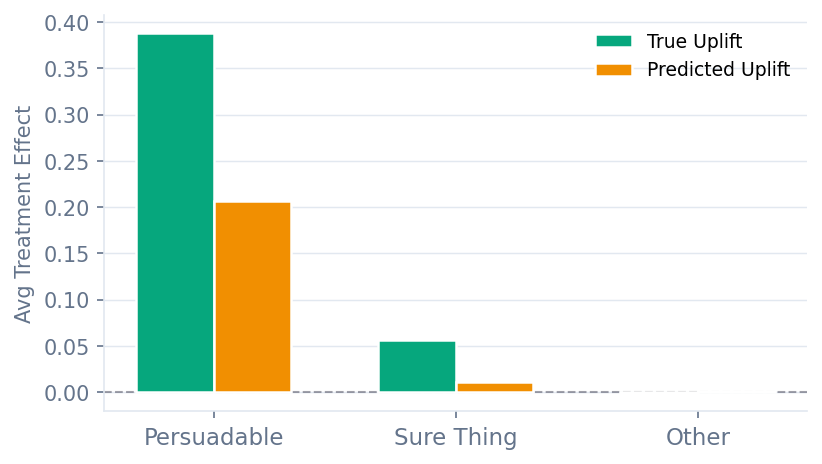 0.40
0.35
0.30
0.25
0.20
0.15
0.10
0.05
0.00
Avg Treatment Effect
True Uplift
Predicted Uplift
Persuadable
Sure Thing
Other